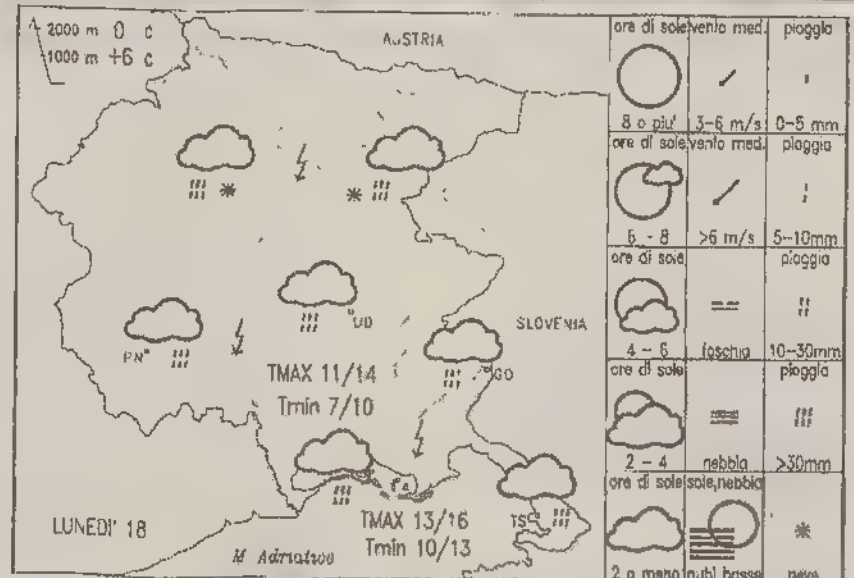 2000 m 0 c
1000 m +6 c
AUSTRIA
SLOVENIA
PN
UD
GO
TMAX 11/14
Tmin 7/10
TS
LUNEDI' 18
TMAX 13/16
Tmin 10/13
M Adriatico
ore di sole vento med. pioggia
8 o piu' 3-6 m/s 0-5 mm
ore di sole vento med. pioggia
6 - 8 >6 m/s 5-10mm
ore di sole pioggia
4 - 6 foschia 10-30mm
ore di sole pioggia
2 - 4 nebbia >30mm
ore di sole sole,nebbia
2 o meno nubi basse neve